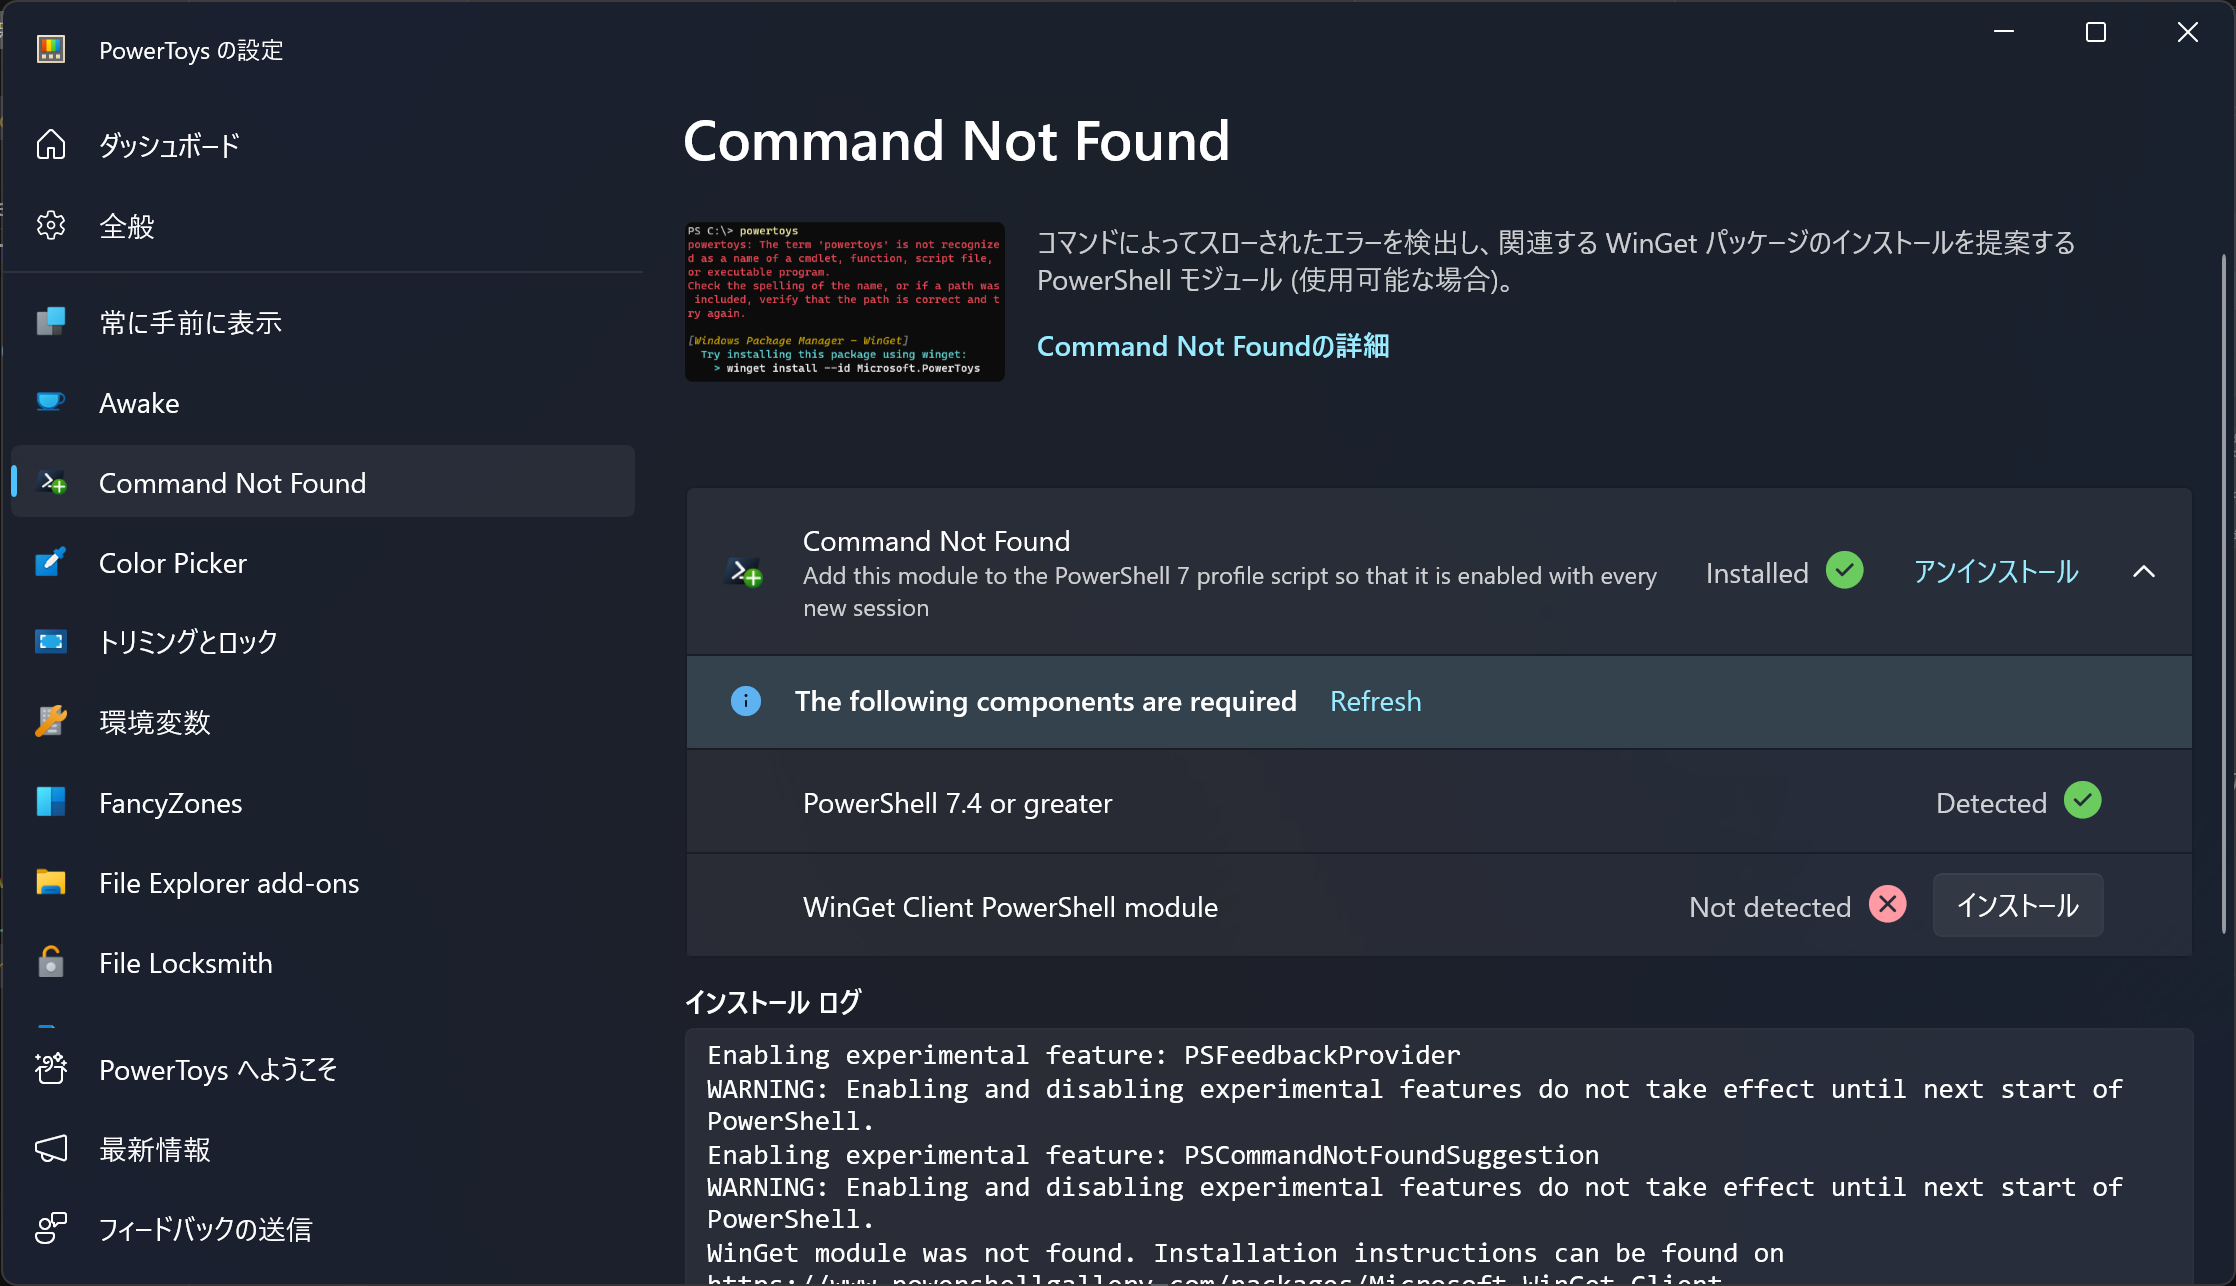 PowerToys の設定
ダッシュボード
全般
常に手前に表示
Awake
Command Not Found
Color Picker
トリミングとロック
環境変数
FancyZones
File Explorer add-ons
File Locksmith
PowerToys へようこそ
最新情報
フィードバックの送信
Command Not Found
PS C:\> powertoys
powertoys: The term 'powertoys' is not recognize
d as a name of a cmdlet, function, script file,
or executable program.
Check the spelling of the name, or if a path was
included, verify that the path is correct and t
ry again.
[Windows Package Manager - WinGet]
Try installing this package using winget:
> winget install --id Microsoft.PowerToys
コマンドによってスローされたエラーを検出し、関連する WinGet パッケージのインストールを提案する
PowerShell モジュール (使用可能な場合)。
Command Not Foundの詳細
Command Not Found
Add this module to the PowerShell 7 profile script so that it is enabled with every
new session
Installed
アンインストール
The following components are required Refresh
PowerShell 7.4 or greater Detected
WinGet Client PowerShell module Not detected インストール
インストール ログ
Enabling experimental feature: PSFeedbackProvider
WARNING: Enabling and disabling experimental features do not take effect until next start of
PowerShell.
Enabling experimental feature: PSCommandNotFoundSuggestion
WARNING: Enabling and disabling experimental features do not take effect until next start of
PowerShell.
WinGet module was not found. Installation instructions can be found on
https://www.powershellgallery.com/packages/Microsoft.WinGet.Client